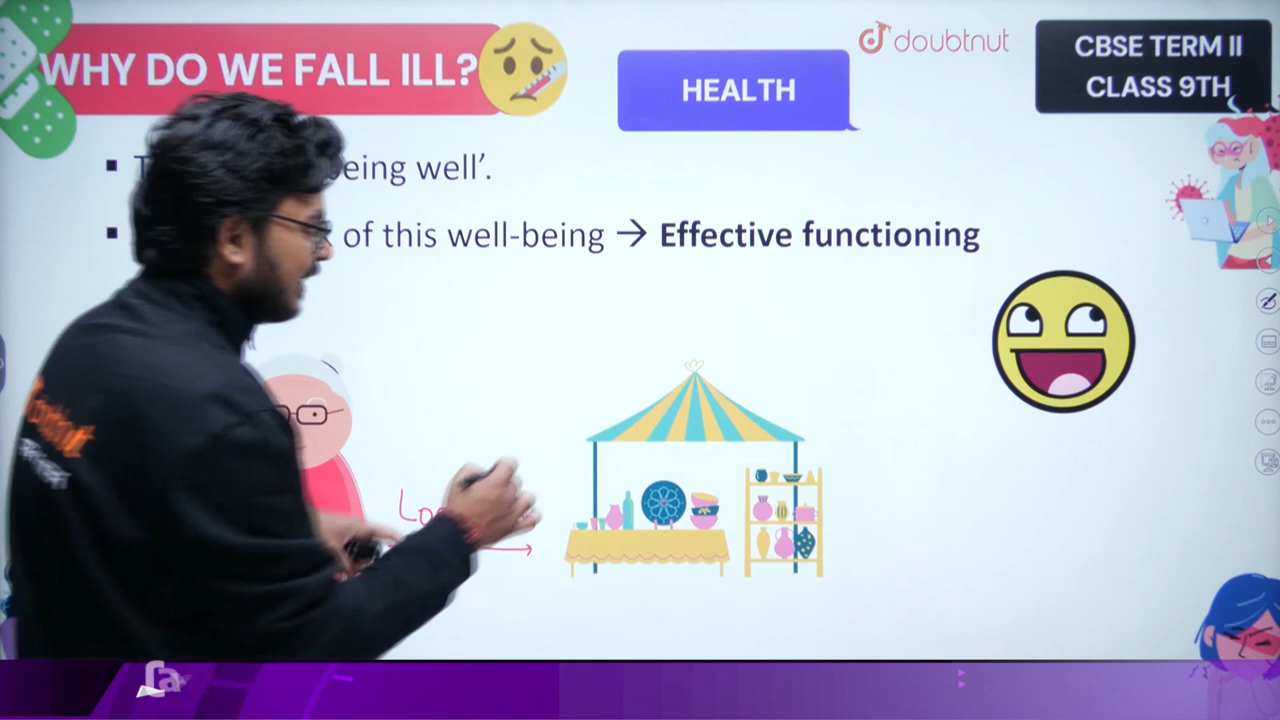 WHY DO WE FALL ILL?
HEALTH
doubtnut
CBSE TERM II
CLASS 9TH
being well’.
of this well-being → Effective functioning